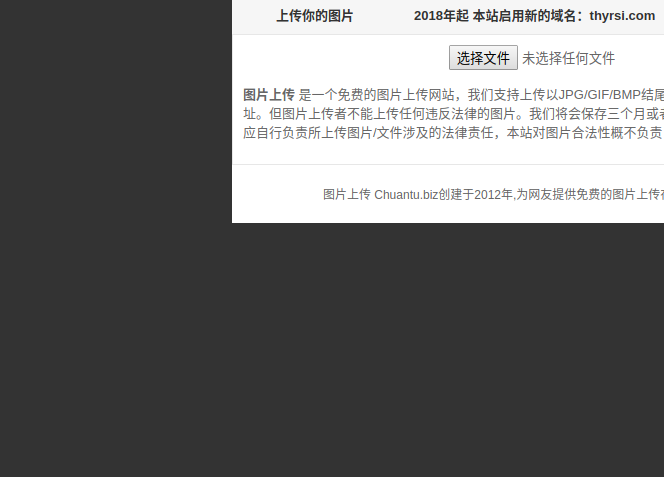 上传你的图片 2018年起 本站启用新的域名：thyrsi.com
选择文件 未选择任何文件
图片上传 是一个免费的图片上传网站，我们支持上传以JPG/GIF/BMP结尾
址。但图片上传者不能上传任何违反法律的图片。我们将会保存三个月或者
应自行负责所上传图片/文件涉及的法律责任，本站对图片合法性概不负责
图片上传 Chuantu.biz创建于2012年,为网友提供免费的图片上传